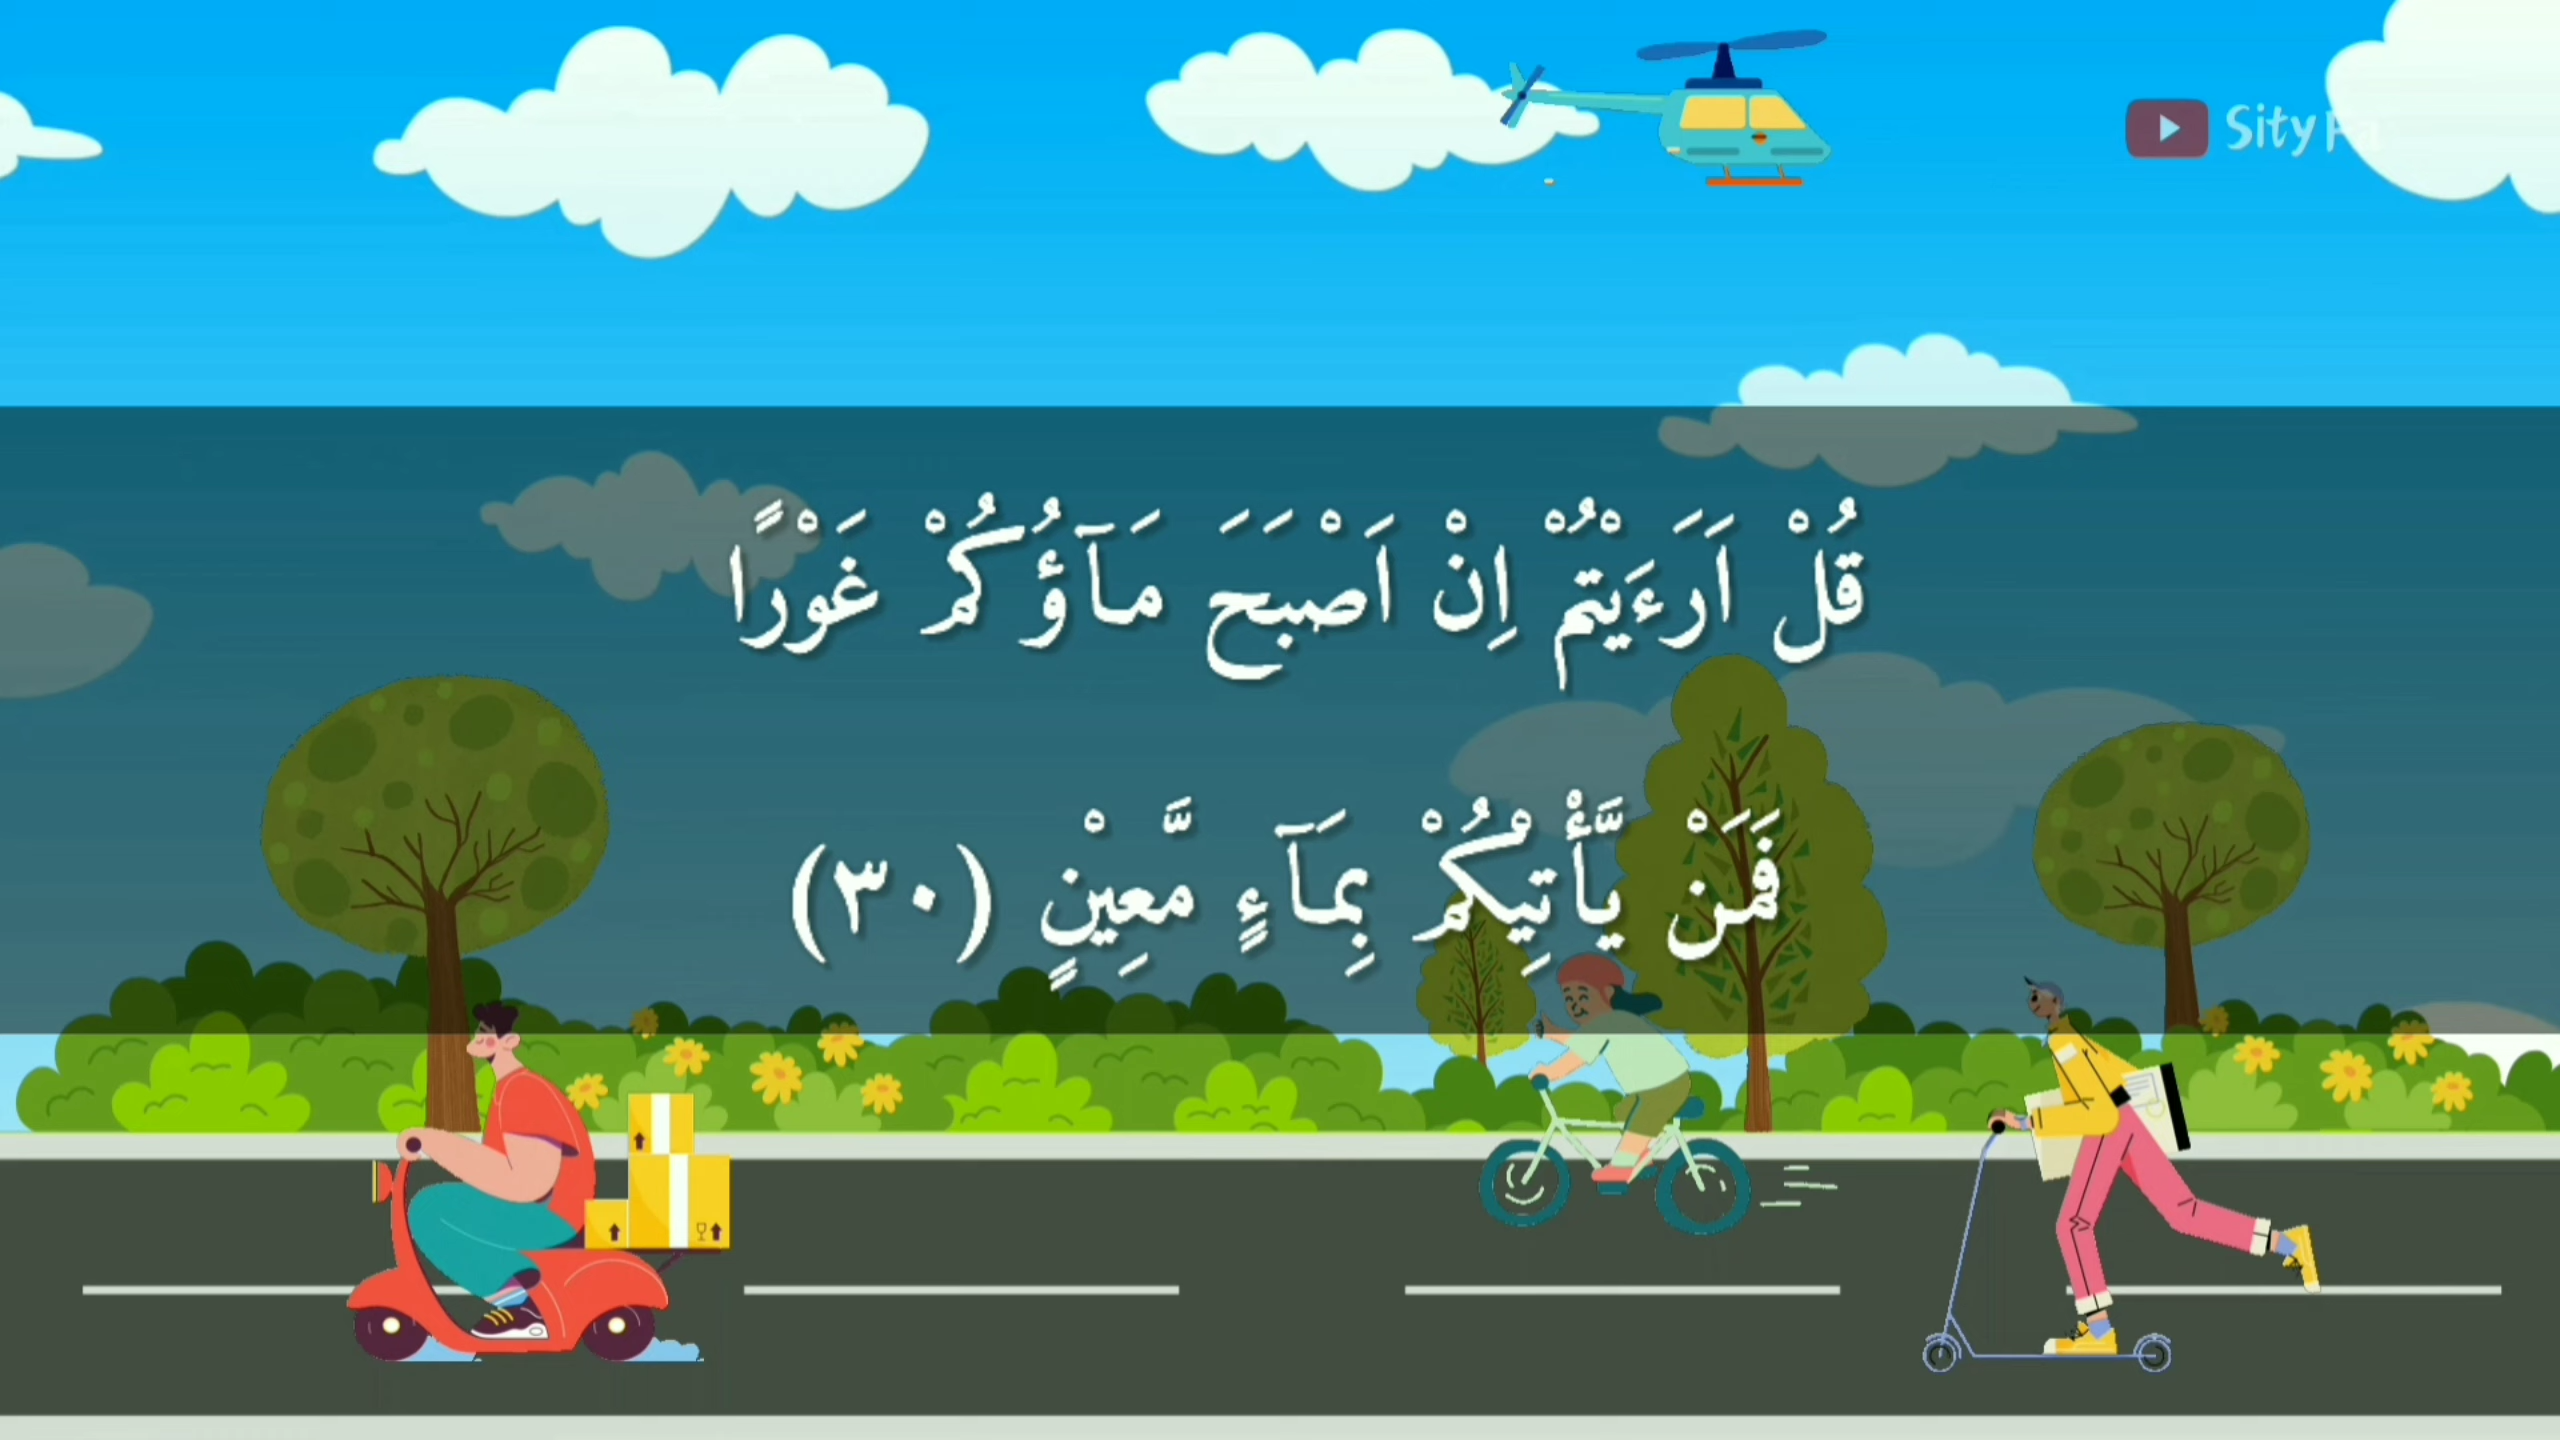 Sity
قُلْ اَرَءَيْتُمْ اِنْ اَصْبَحَ مَآؤُكُمْ غَوْرًا
فَمَنْ يَّأْتِيْكُمْ بِمَآءٍ مَّعِيْنٍ (٣٠)